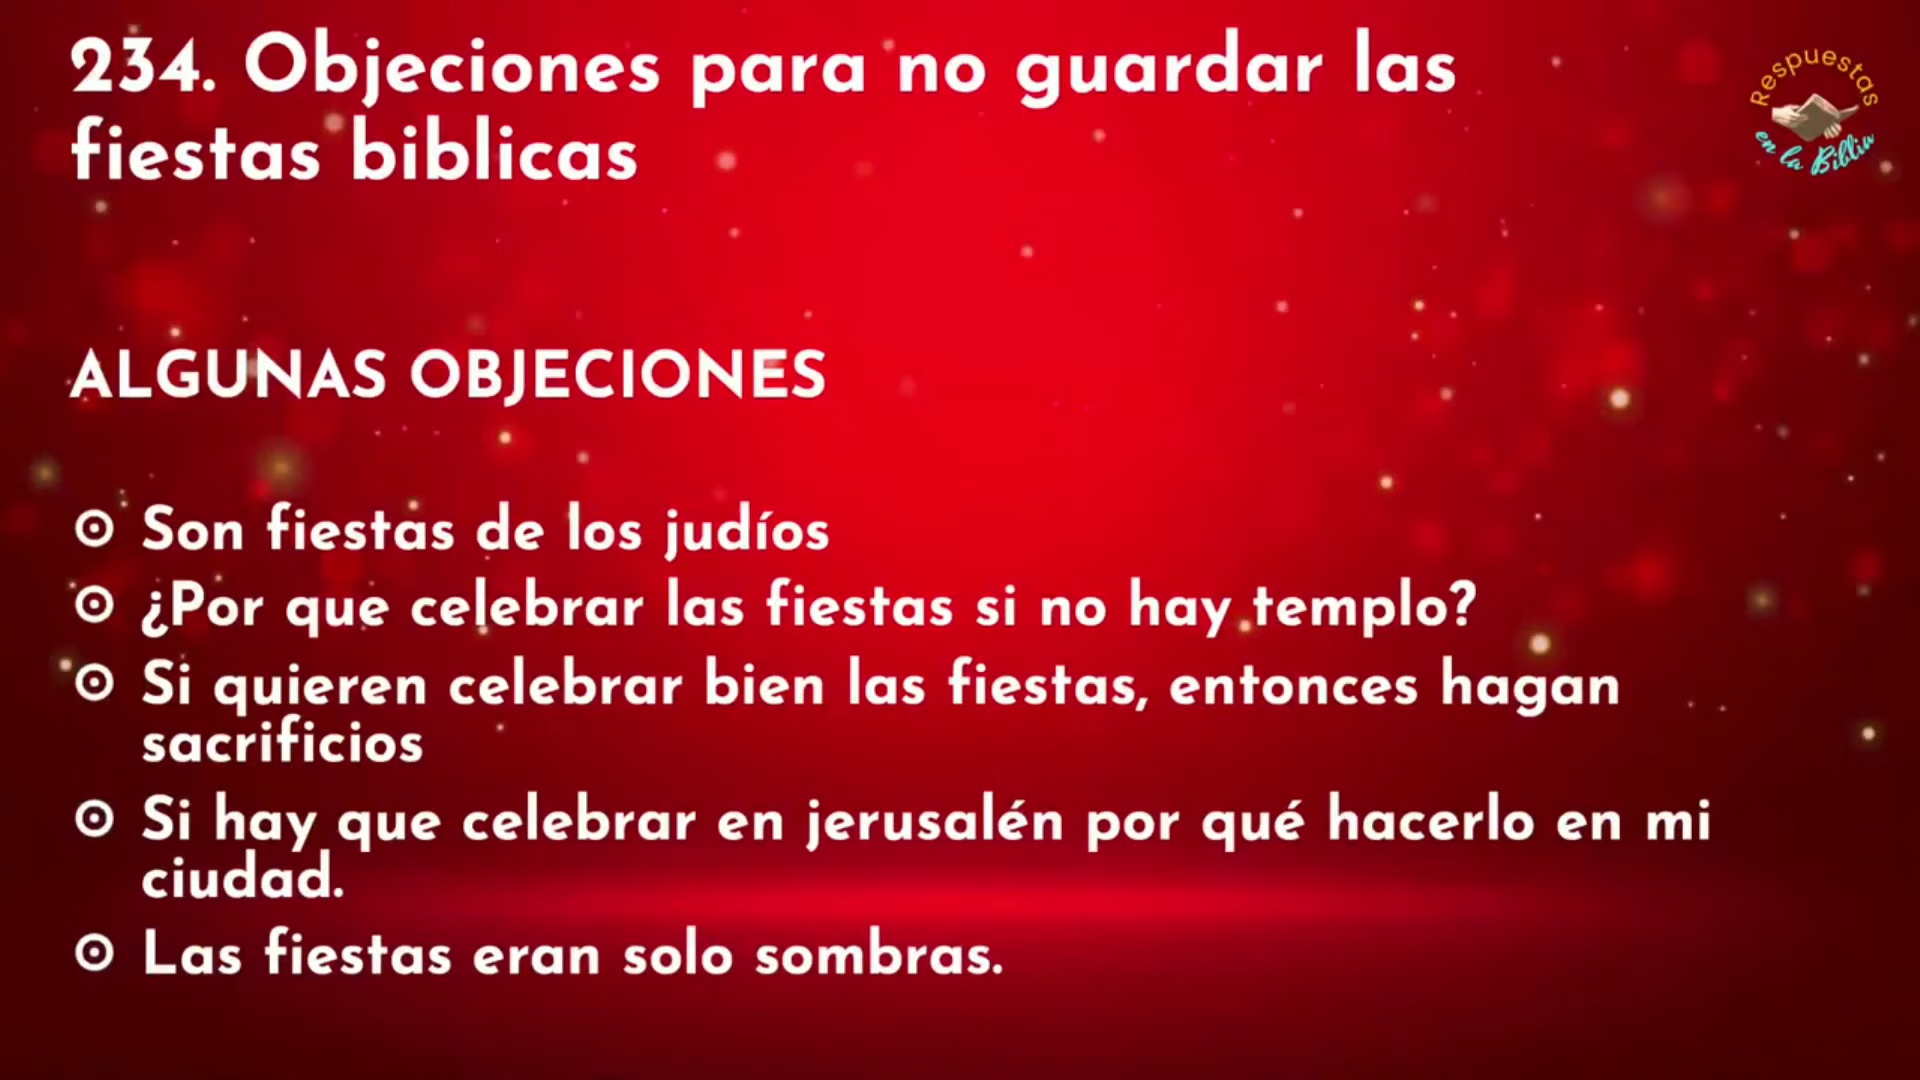 234. Objeciones para no guardar las
fiestas biblicas
Respuestas
en la Biblia
ALGUNAS OBJECIONES
Son fiestas de los judíos
¿Por que celebrar las fiestas si no hay templo?
Si quieren celebrar bien las fiestas, entonces hagan
sacrificios
Si hay que celebrar en jerusalén por qué hacerlo en mi
ciudad.
Las fiestas eran solo sombras.